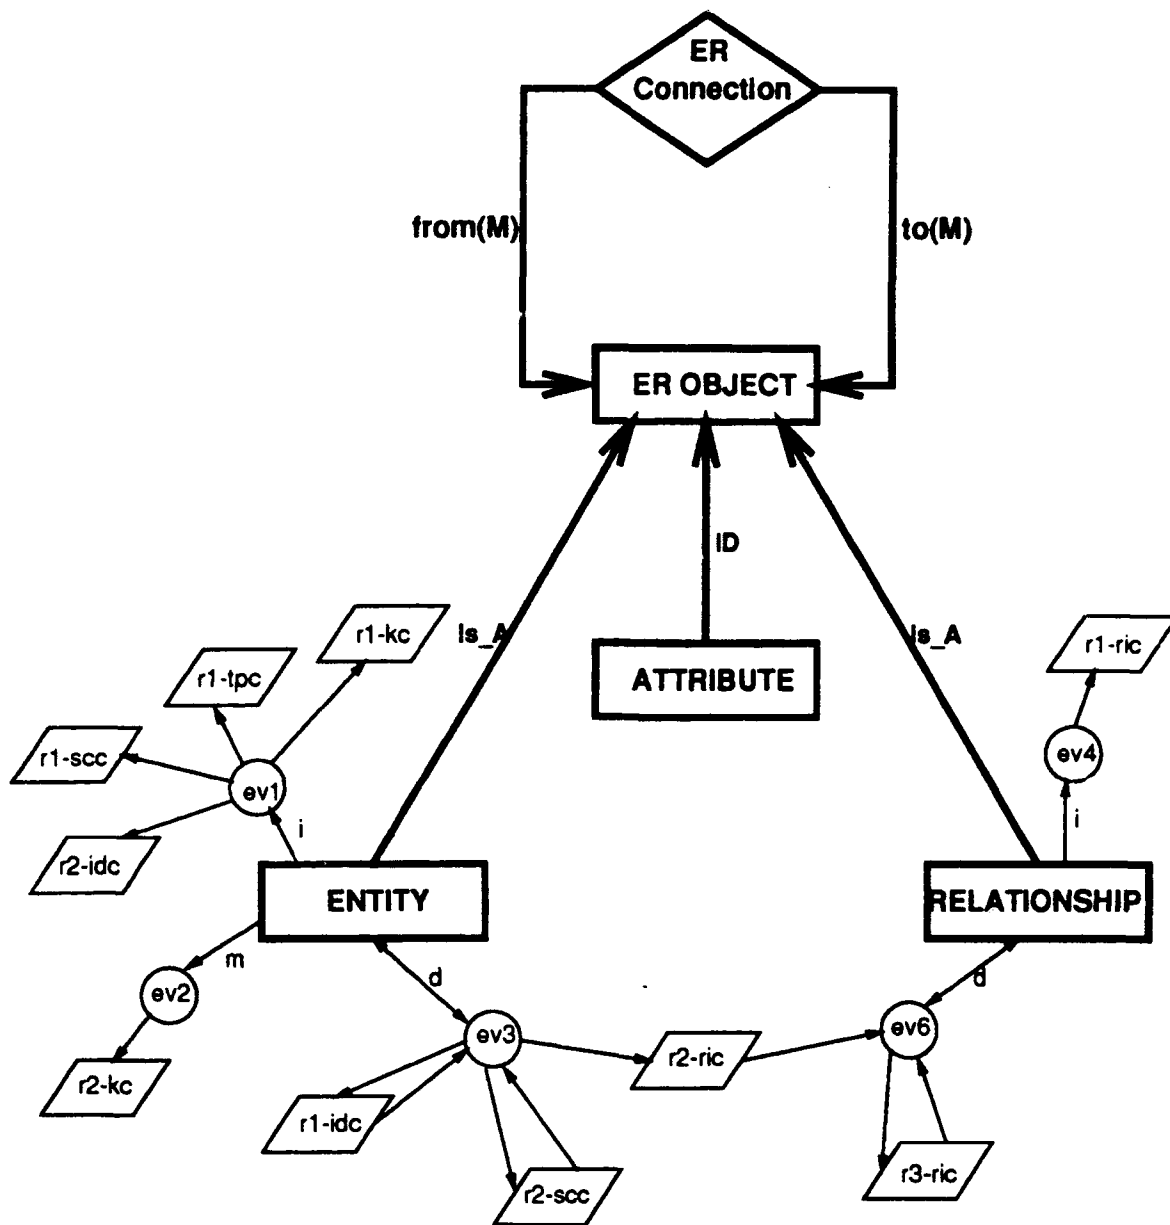 ER
Connection
from(M)
to(M)
ER OBJECT
ID
Is_A
Is_A
r1-kc
r1-ric
r1-tpc
ATTRIBUTE
r1-scc
ev4
ev1
i
i
r2-idc
ENTITY
RELATIONSHIP
m
d
d
ev2
ev6
ev3
r2-ric
r2-kc
r1-idc
r3-ric
r2-scc